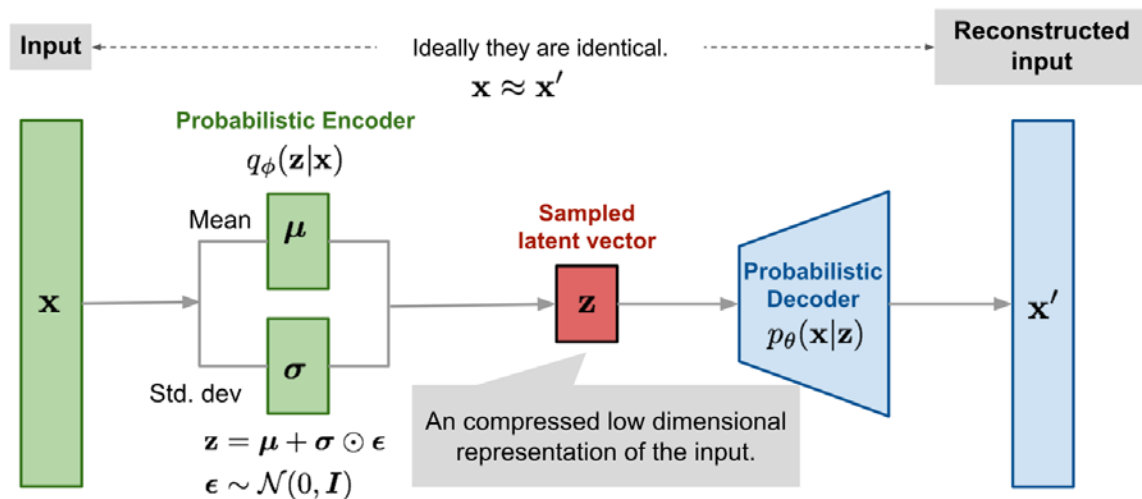 Input
Ideally they are identical.
x ≈ x′
Reconstructed
input
Probabilistic Encoder
qϕ(z|x)
Mean
μ
x
σ
Std. dev
z = μ + σ ⊙ ϵ
ϵ ∼ 𝒩(0, I)
Sampled
latent vector
z
An compressed low dimensional
representation of the input.
Probabilistic
Decoder
pθ(x|z)
x′